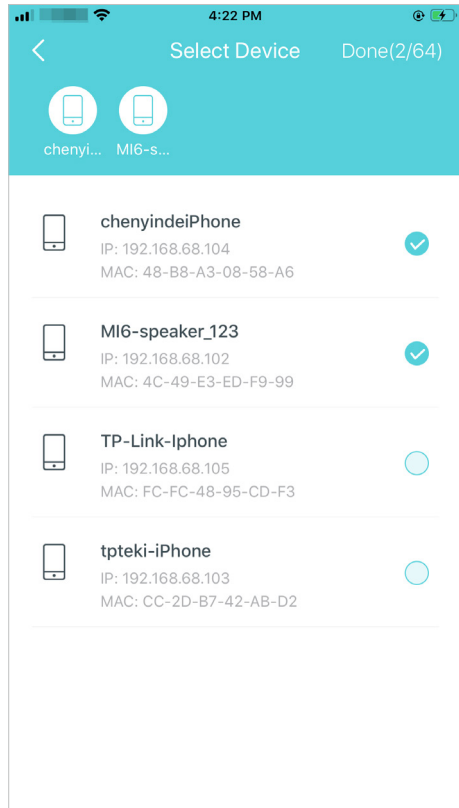 4:22 PM
Select Device
Done(2/64)
chenyi...
MI6-s...
chenyindeiPhone
IP: 192.168.68.104
MAC: 48-B8-A3-08-58-A6
MI6-speaker_123
IP: 192.168.68.102
MAC: 4C-49-E3-ED-F9-99
TP-Link-Iphone
IP: 192.168.68.105
MAC: FC-FC-48-95-CD-F3
tpteki-iPhone
IP: 192.168.68.103
MAC: CC-2D-B7-42-AB-D2